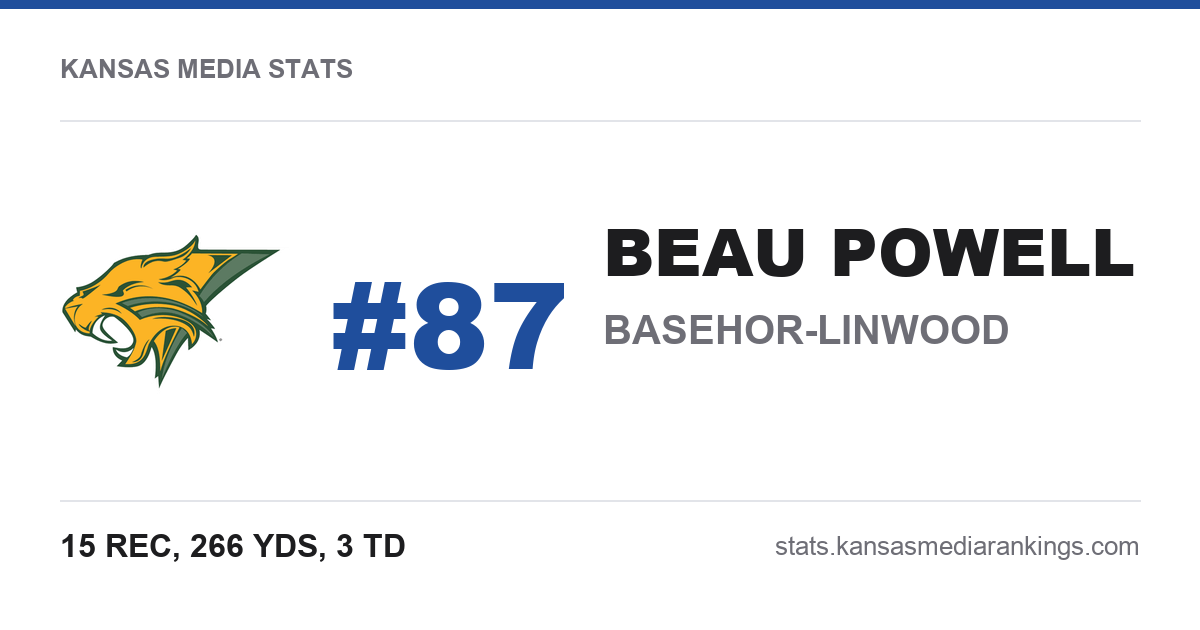 KANSAS MEDIA STATS
#87
BEAU POWELL
BASEHOR-LINWOOD
15 REC, 266 YDS, 3 TD
stats.kansasmediarankings.com